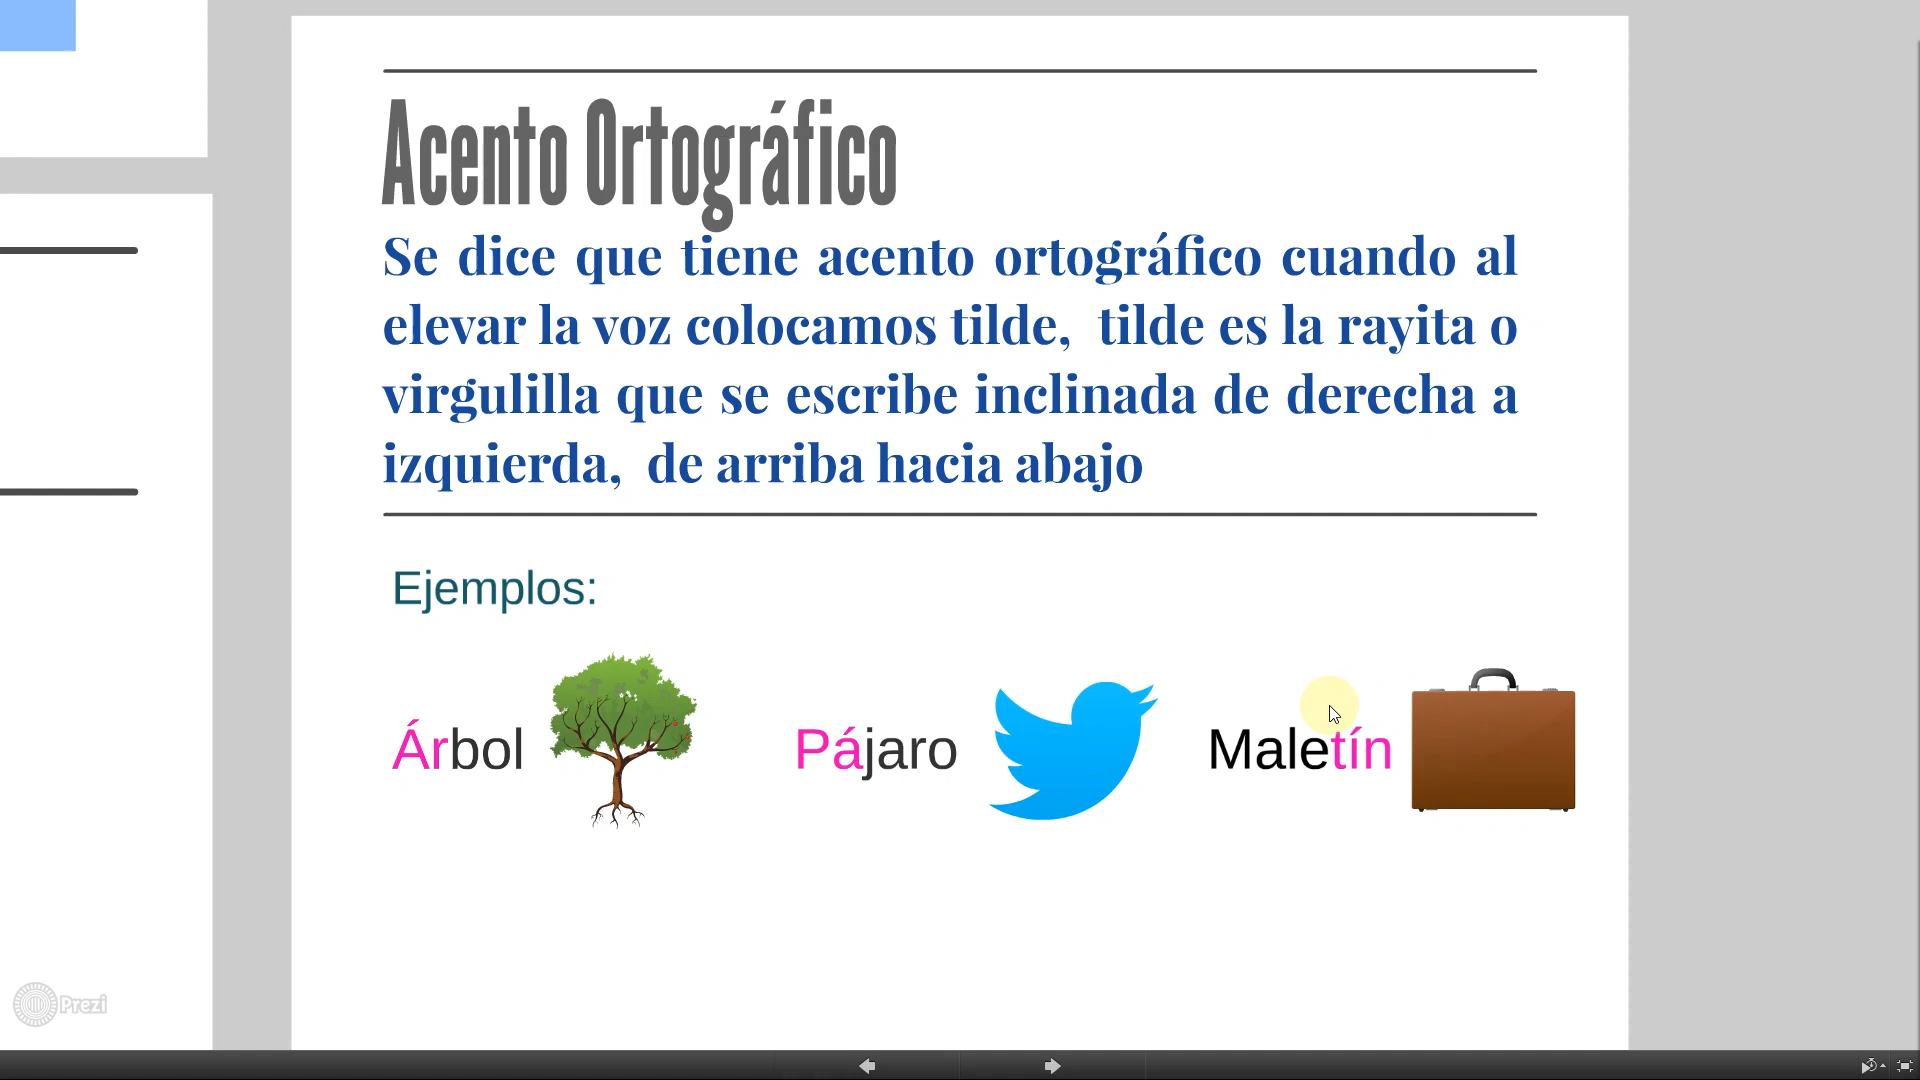 Acento Ortográfico
Se dice que tiene acento ortográfico cuando al
elevar la voz colocamos tilde, tilde es la rayita o
virgulilla que se escribe inclinada de derecha a
izquierda, de arriba hacia abajo
Ejemplos:
Árbol
Pájaro
Maletín
Prezi